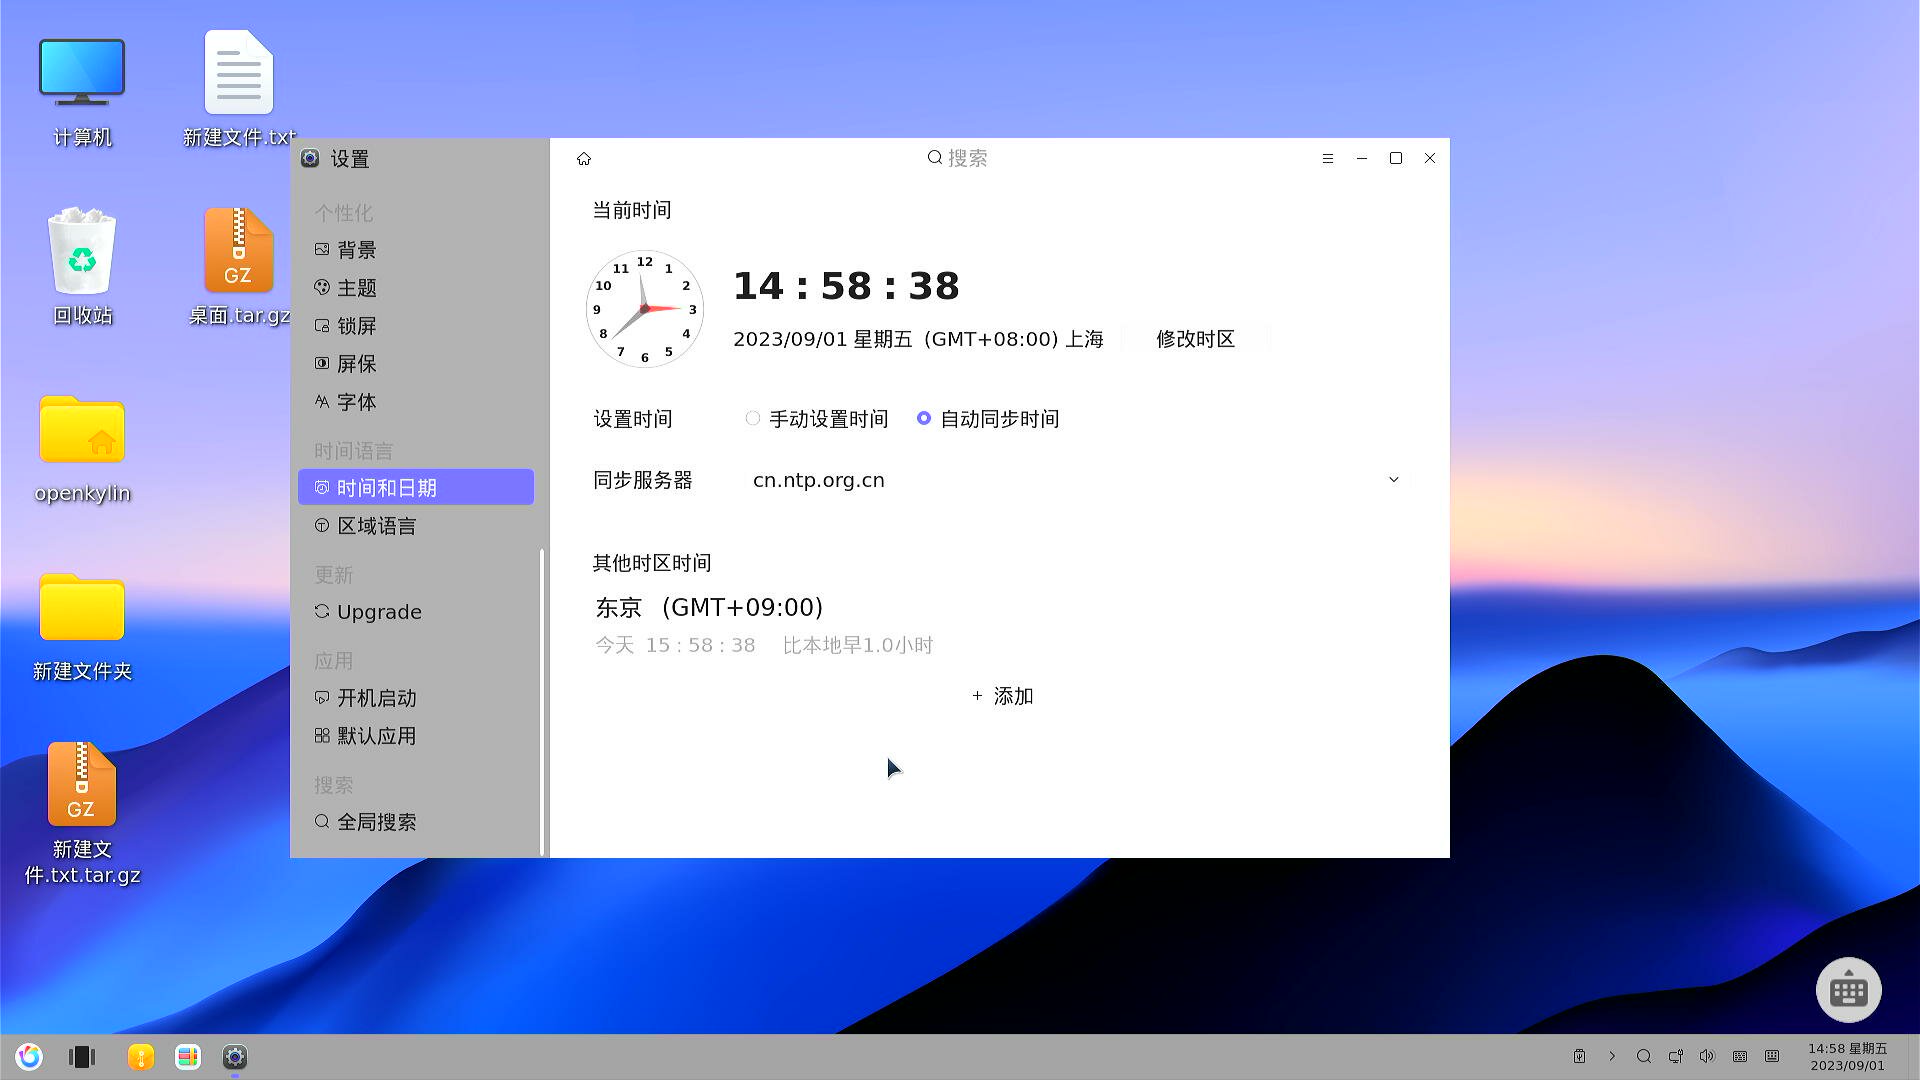 计算机
新建文件.txt
回收站
GZ
桌面.tar.gz
openkylin
新建文件夹
GZ
新建文
件.txt.tar.gz
设置
搜索
个性化
背景
主题
锁屏
屏保
字体
时间语言
时间和日期
区域语言
更新
Upgrade
应用
开机启动
默认应用
搜索
全局搜索
当前时间
12
1
2
3
4
5
6
7
8
9
10
11
14 : 58 : 38
2023/09/01 星期五 (GMT+08:00) 上海
修改时区
设置时间 手动设置时间 自动同步时间
同步服务器 cn.ntp.org.cn
其他时区时间
东京 (GMT+09:00)
今天 15 : 58 : 38 比本地早1.0小时
+ 添加
14:58 星期五
2023/09/01